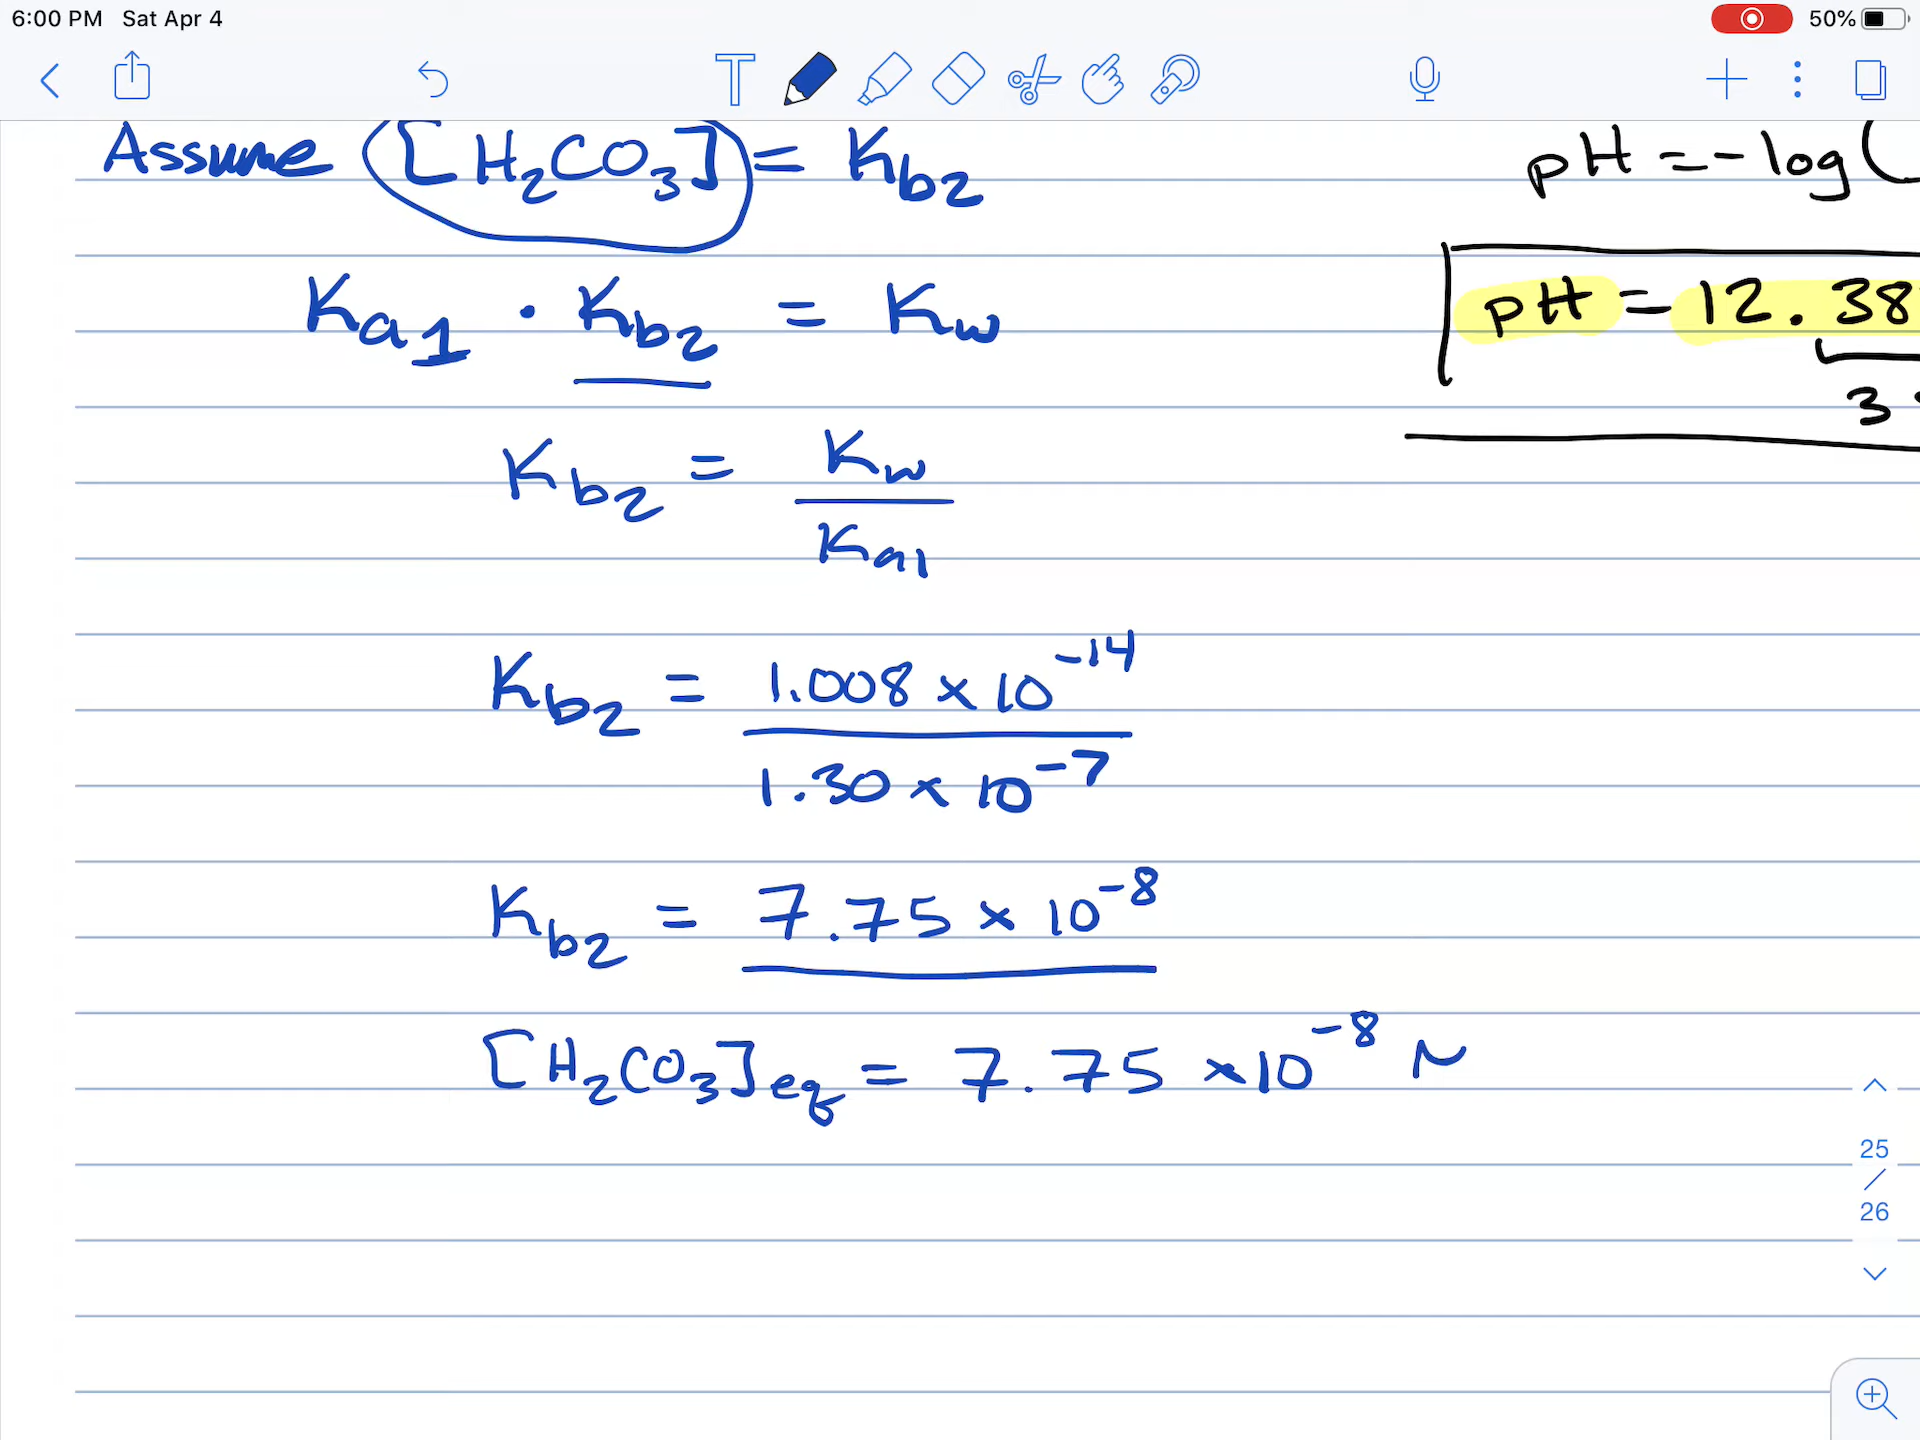 6:00 PM Sat Apr 4 50%
T
Assume [H₂CO₃] = Kb2
pH = -log(
Ka1 · Kb2 = Kw
pH = 12.38
3
Kb2 = Kw / Ka1
Kb2 = 1.008 × 10⁻¹⁴ / 1.30 × 10⁻⁷
Kb2 = 7.75 × 10⁻⁸
[H₂CO₃]eq = 7.75 × 10⁻⁸ M
25
/
26